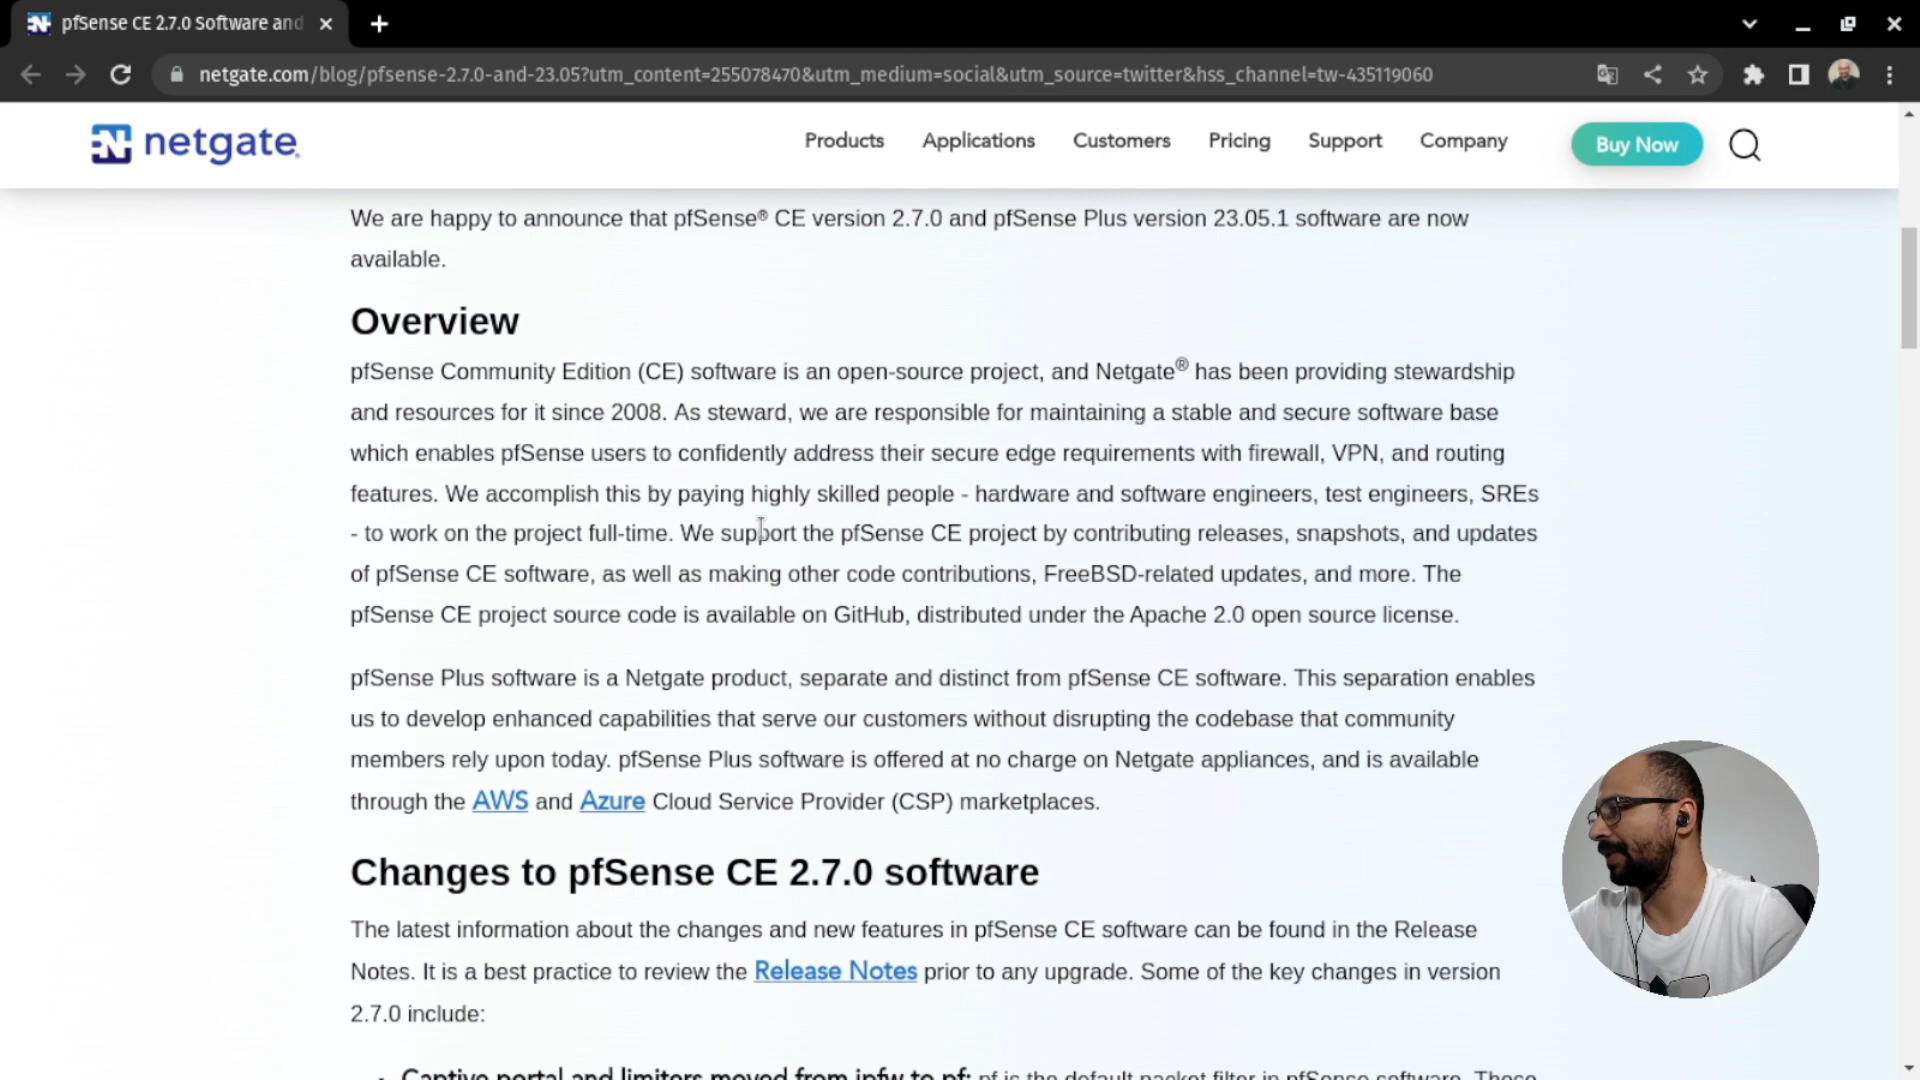 pfSense CE 2.7.0 Software and
netgate.com/blog/pfsense-2.7.0-and-23.05?utm_content=255078470&utm_medium=social&utm_source=twitter&hss_channel=tw-435119060
netgate®
Products Applications Customers Pricing Support Company Buy Now
We are happy to announce that pfSense® CE version 2.7.0 and pfSense Plus version 23.05.1 software are now
available.
Overview
pfSense Community Edition (CE) software is an open-source project, and Netgate® has been providing stewardship
and resources for it since 2008. As steward, we are responsible for maintaining a stable and secure software base
which enables pfSense users to confidently address their secure edge requirements with firewall, VPN, and routing
features. We accomplish this by paying highly skilled people - hardware and software engineers, test engineers, SREs
- to work on the project full-time. We support the pfSense CE project by contributing releases, snapshots, and updates
of pfSense CE software, as well as making other code contributions, FreeBSD-related updates, and more. The
pfSense CE project source code is available on GitHub, distributed under the Apache 2.0 open source license.
pfSense Plus software is a Netgate product, separate and distinct from pfSense CE software. This separation enables
us to develop enhanced capabilities that serve our customers without disrupting the codebase that community
members rely upon today. pfSense Plus software is offered at no charge on Netgate appliances, and is available
through the AWS and Azure Cloud Service Provider (CSP) marketplaces.
Changes to pfSense CE 2.7.0 software
The latest information about the changes and new features in pfSense CE software can be found in the Release
Notes. It is a best practice to review the Release Notes prior to any upgrade. Some of the key changes in version
2.7.0 include:
• Captive portal and limiters moved from ipfw to pf: pf is the default packet filter in pfSense software. These